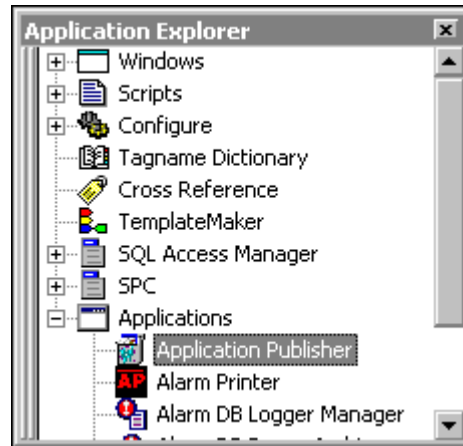 Application Explorer
Windows
Scripts
Configure
Tagname Dictionary
Cross Reference
TemplateMaker
SQL Access Manager
SPC
Applications
Application Publisher
AP Alarm Printer
Alarm DB Logger Manager